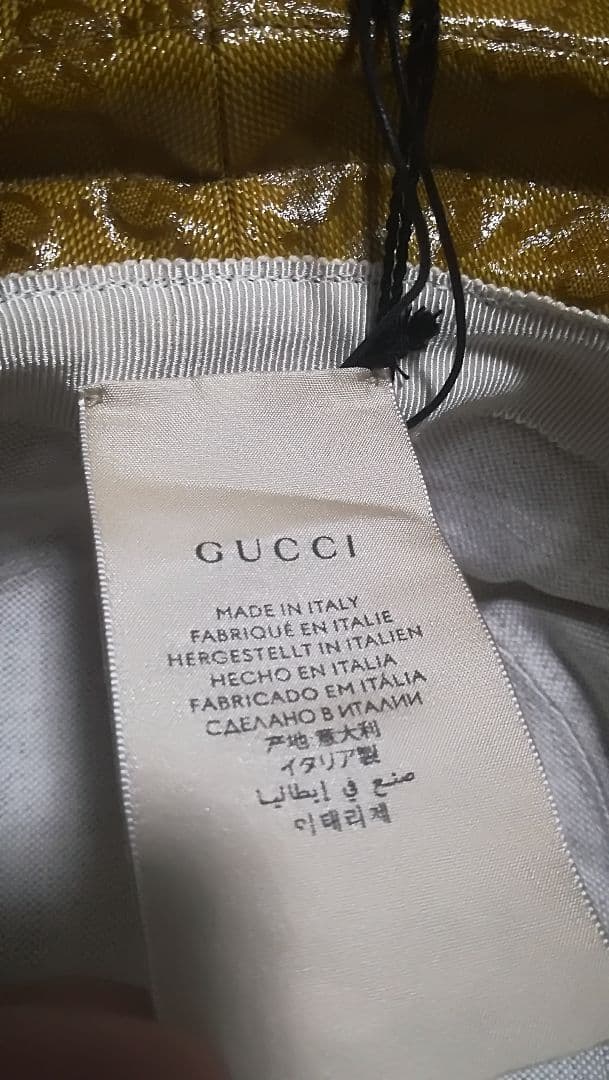 GUCCI
MADE IN ITALY
FABRIQUÉ EN ITALIE
HERGESTELLT IN ITALIEN
HECHO EN ITALIA
FABRICADO EM ITÁLIA
СДЕЛАНО В ИТАЛИИ
产地 意大利
イタリア製
صنع في إيطاليا
이태리제